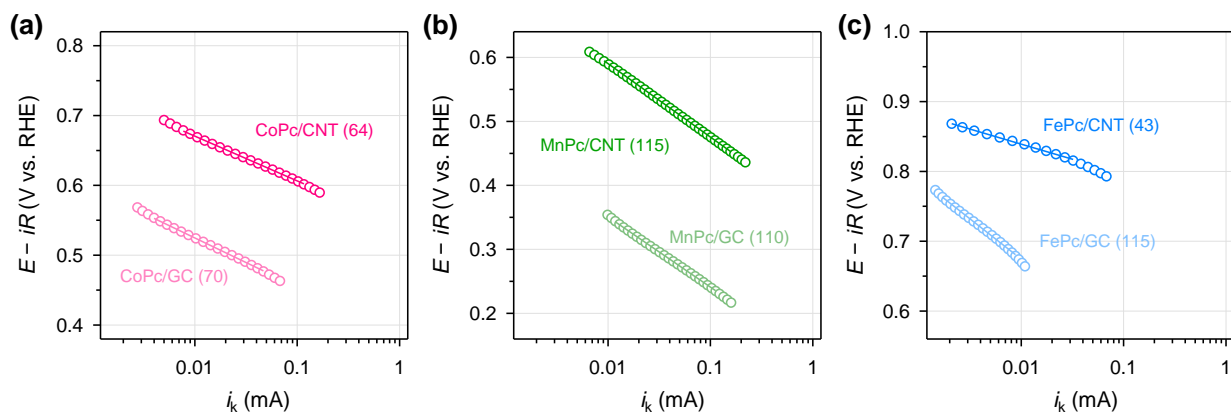 (a)
0.8
0.7
0.6
0.5
0.4
E − iR (V vs. RHE)
CoPc/CNT (64)
CoPc/GC (70)
0.01
0.1
1
i_k (mA)
(b)
0.6
0.5
0.4
0.3
0.2
E − iR (V vs. RHE)
MnPc/CNT (115)
MnPc/GC (110)
0.01
0.1
1
i_k (mA)
(c)
1.0
0.9
0.8
0.7
0.6
E − iR (V vs. RHE)
FePc/CNT (43)
FePc/GC (115)
0.01
0.1
1
i_k (mA)